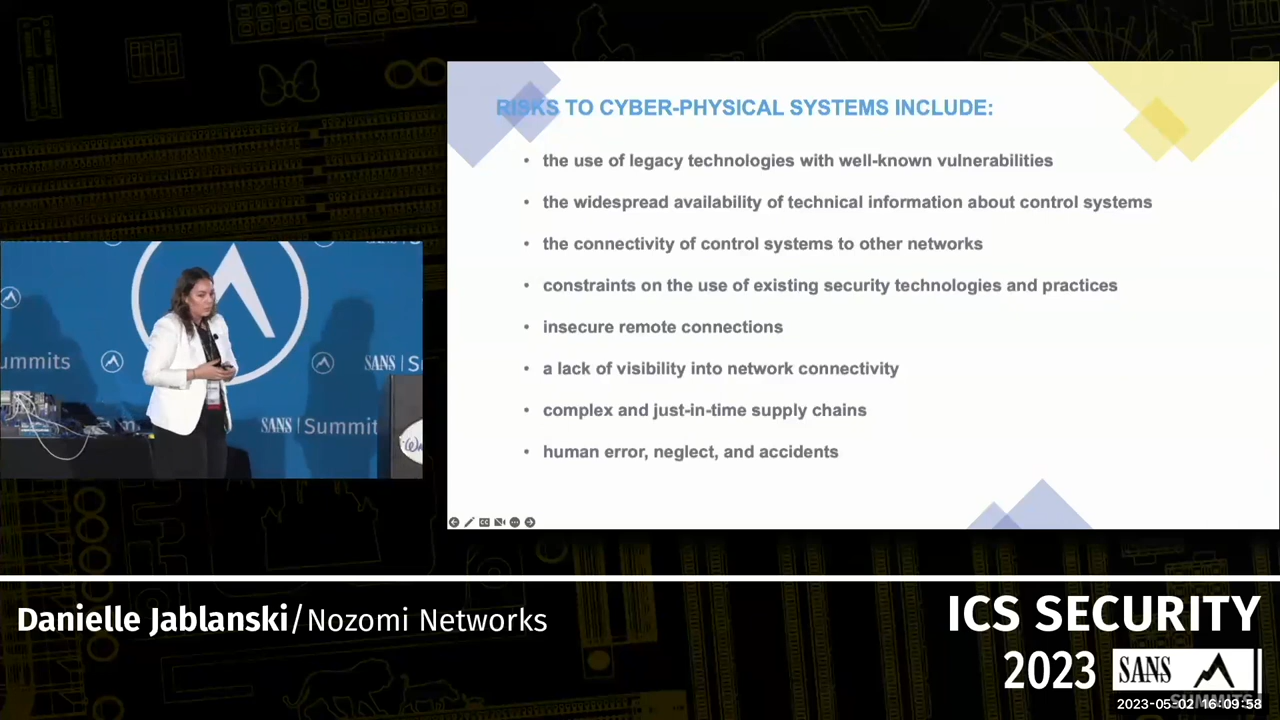 RISKS TO CYBER-PHYSICAL SYSTEMS INCLUDE:
• the use of legacy technologies with well-known vulnerabilities
• the widespread availability of technical information about control systems
• the connectivity of control systems to other networks
• constraints on the use of existing security technologies and practices
• insecure remote connections
• a lack of visibility into network connectivity
• complex and just-in-time supply chains
• human error, neglect, and accidents
ummits
SANS | S
SANS | Summit
Danielle Jablanski/Nozomi Networks
ICS SECURITY
2023
SANS
SUMMITS
2023-05-02 16:09:58